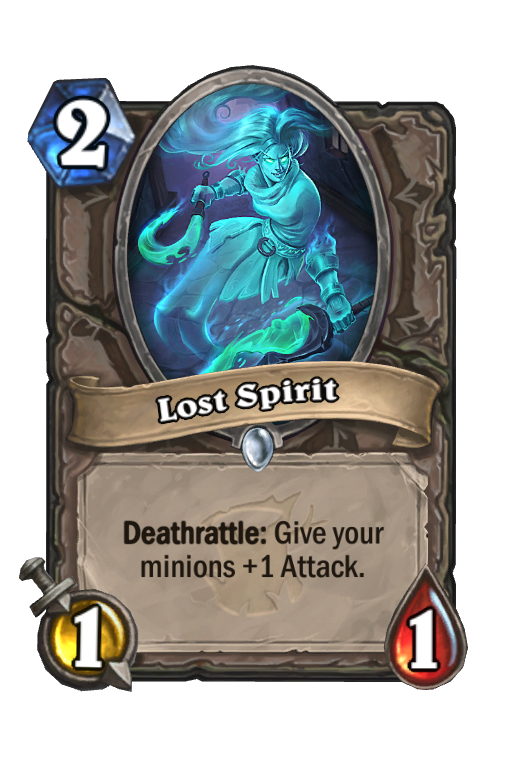 2
Lost Spirit
Deathrattle: Give your
minions +1 Attack.
1
1